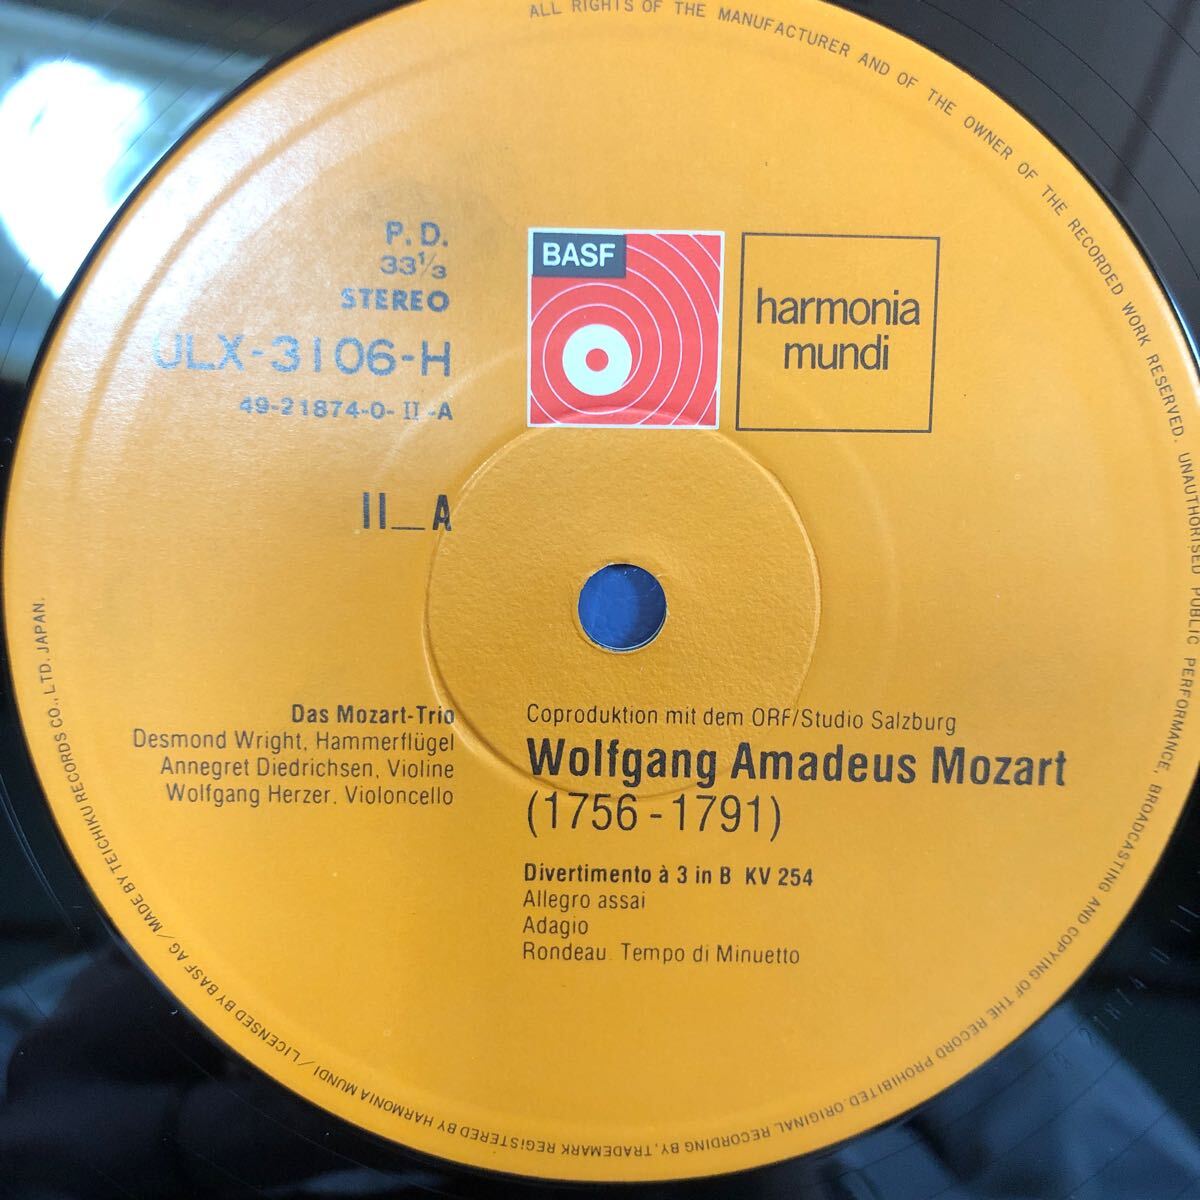 ALL RIGHTS OF THE MANUFACTURER AND OF THE OWNER OF THE RECORDED WORK RESERVED. UNAUTHORISED PUBLIC PERFORMANCE, BROADCASTING AND COPYING OF THE RECORD PROHIBITED. ORIGINAL RECORDING BY, TRADEMARK REGISTERED BY HARMONIA MUNDI / LICENSED BY BASF AG / MADE BY TEICHIKU RECORDS CO., LTD. JAPAN.
P. D.
33 1/3
STEREO
ULX-3106-H
49-21874-0- II -A
BASF
harmonia
mundi
II_A
Das Mozart-Trio
Desmond Wright, Hammerflügel
Annegret Diedrichsen, Violine
Wolfgang Herzer, Violoncello
Coproduktion mit dem ORF/Studio Salzburg
Wolfgang Amadeus Mozart
(1756 - 1791)
Divertimento à 3 in B KV 254
Allegro assai
Adagio
Rondeau. Tempo di Minuetto